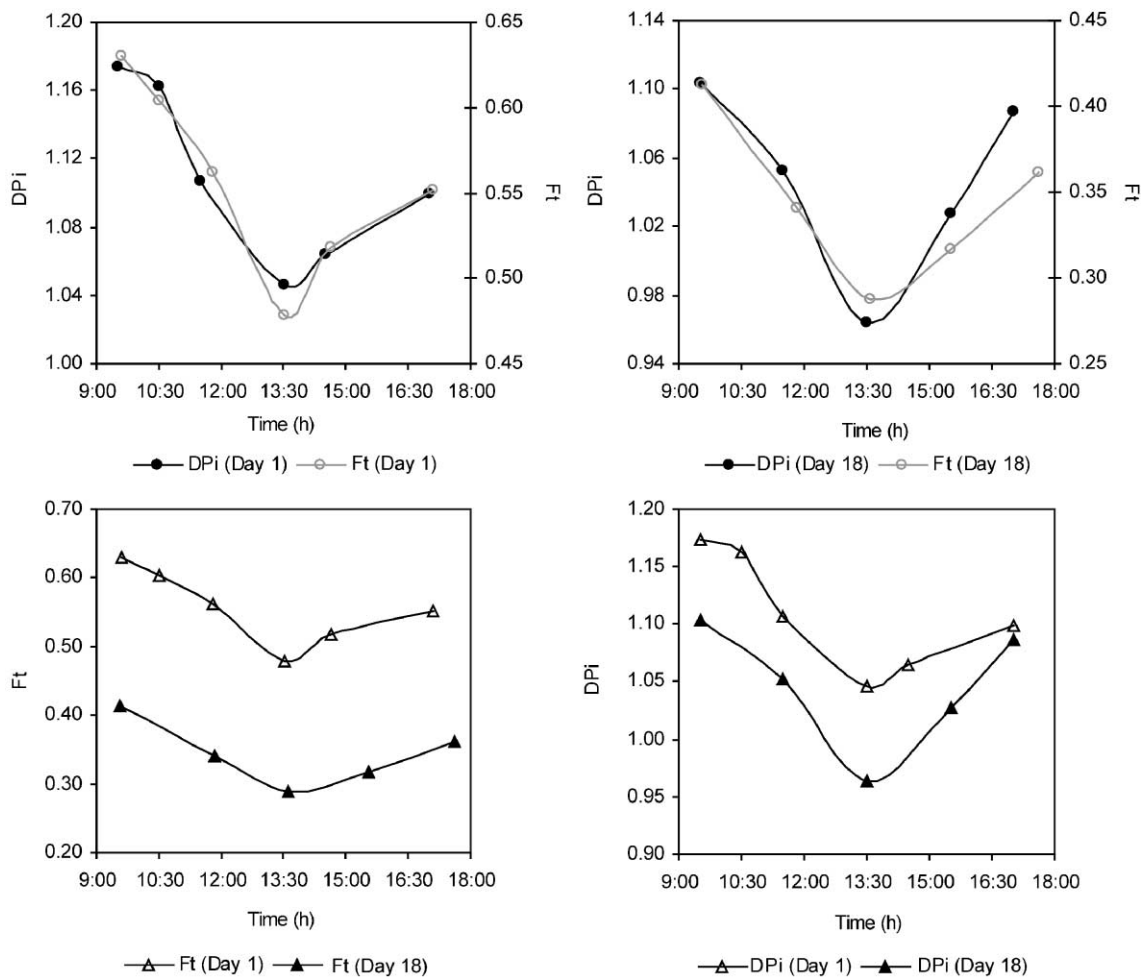 1.20
1.16
1.12
1.08
1.04
1.00
DPi
0.65
0.60
0.55
0.50
0.45
Ft
9:00 10:30 12:00 13:30 15:00 16:30 18:00
Time (h)
DPi (Day 1) Ft (Day 1)
1.14
1.10
1.06
1.02
0.98
0.94
DPi
0.45
0.40
0.35
0.30
0.25
Ft
9:00 10:30 12:00 13:30 15:00 16:30 18:00
Time (h)
DPi (Day 18) Ft (Day 18)
0.70
0.60
0.50
0.40
0.30
0.20
Ft
9:00 10:30 12:00 13:30 15:00 16:30 18:00
Time (h)
Ft (Day 1) Ft (Day 18)
1.20
1.15
1.10
1.05
1.00
0.95
0.90
DPi
9:00 10:30 12:00 13:30 15:00 16:30 18:00
Time (h)
DPi (Day 1) DPi (Day 18)